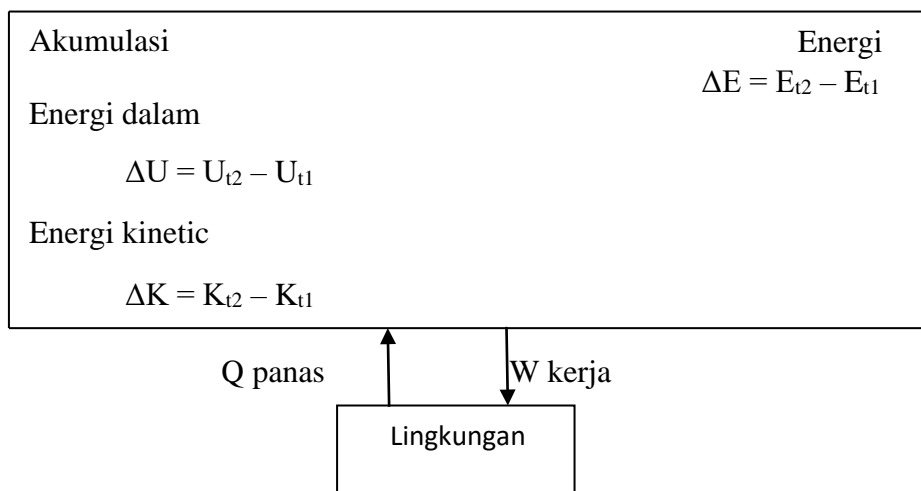 Akumulasi Energi
ΔE = Et2 – Et1
Energi dalam
ΔU = Ut2 – Ut1
Energi kinetic
ΔK = Kt2 – Kt1
Q panas W kerja
Lingkungan